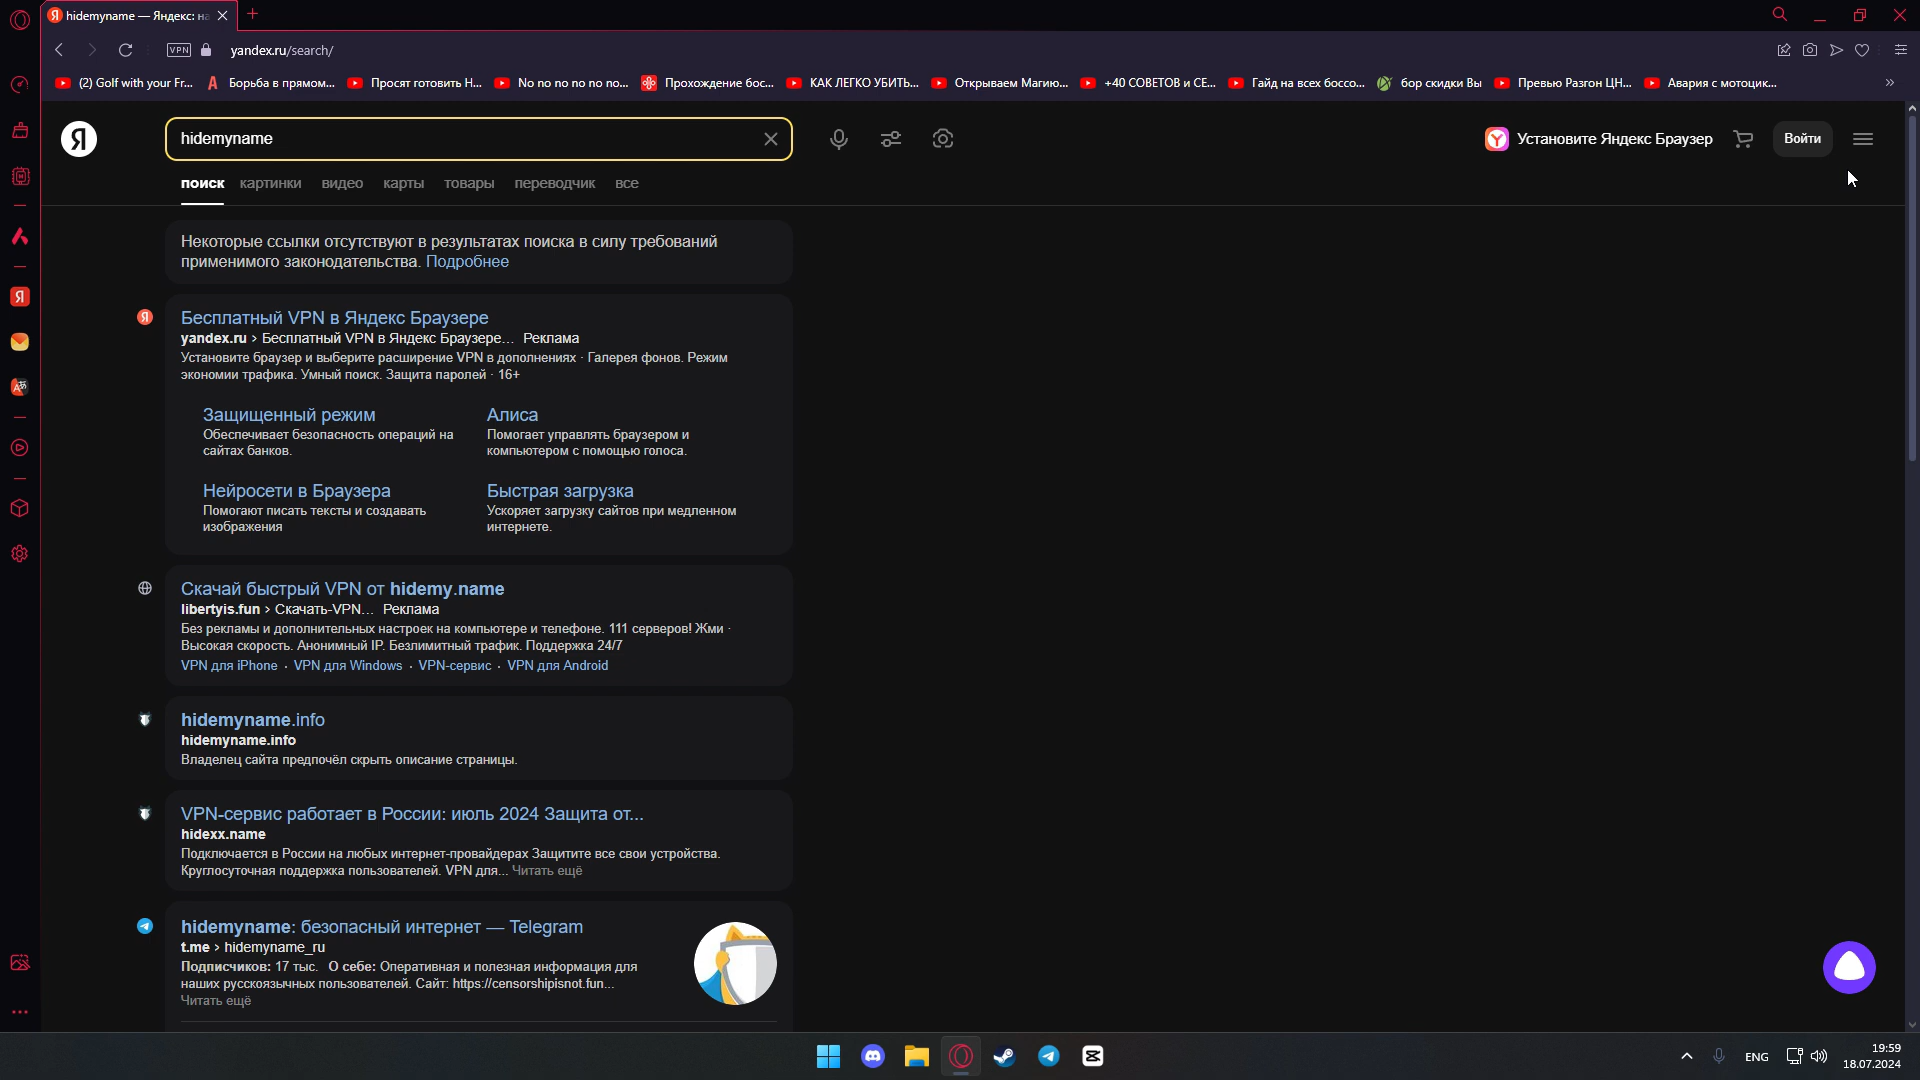 hidemyname — Яндекс: на
VPN
yandex.ru/search/
(2) Golf with your Fr...
Борьба в прямом...
Просят готовить Н...
No no no no no no...
Прохождение бос...
КАК ЛЕГКО УБИТЬ...
Открываем Магию...
+40 СОВЕТОВ и СЕ...
Гайд на всех боссо...
бор скидки Вы
Превью Разгон ЦН...
Авария с мотоцик...
»
Я
hidemyname
Установите Яндекс Браузер
Войти
поиск картинки видео карты товары переводчик все
Некоторые ссылки отсутствуют в результатах поиска в силу требований
применимого законодательства. Подробнее
Бесплатный VPN в Яндекс Браузере
yandex.ru › Бесплатный VPN в Яндекс Браузере… Реклама
Установите браузер и выберите расширение VPN в дополнениях · Галерея фонов. Режим
экономии трафика. Умный поиск. Защита паролей · 16+
Защищенный режим
Обеспечивает безопасность операций на
сайтах банков.
Алиса
Помогает управлять браузером и
компьютером с помощью голоса.
Нейросети в Браузера
Помогают писать тексты и создавать
изображения
Быстрая загрузка
Ускоряет загрузку сайтов при медленном
интернете.
Скачай быстрый VPN от hidemy.name
libertyis.fun › Скачать-VPN… Реклама
Без рекламы и дополнительных настроек на компьютере и телефоне. 111 серверов! Жми ·
Высокая скорость. Анонимный IP. Безлимитный трафик. Поддержка 24/7
VPN для iPhone · VPN для Windows · VPN-сервис · VPN для Android
hidemyname.info
hidemyname.info
Владелец сайта предпочёл скрыть описание страницы.
VPN-сервис работает в России: июль 2024 Защита от...
hidexx.name
Подключается в России на любых интернет-провайдерах Защитите все свои устройства.
Круглосуточная поддержка пользователей. VPN для... Читать ещё
hidemyname: безопасный интернет — Telegram
t.me › hidemyname_ru
Подписчиков: 17 тыс. О себе: Оперативная и полезная информация для
наших русскоязычных пользователей. Сайт: https://censorshipisnot.fun...
Читать ещё
ENG
19:59
18.07.2024